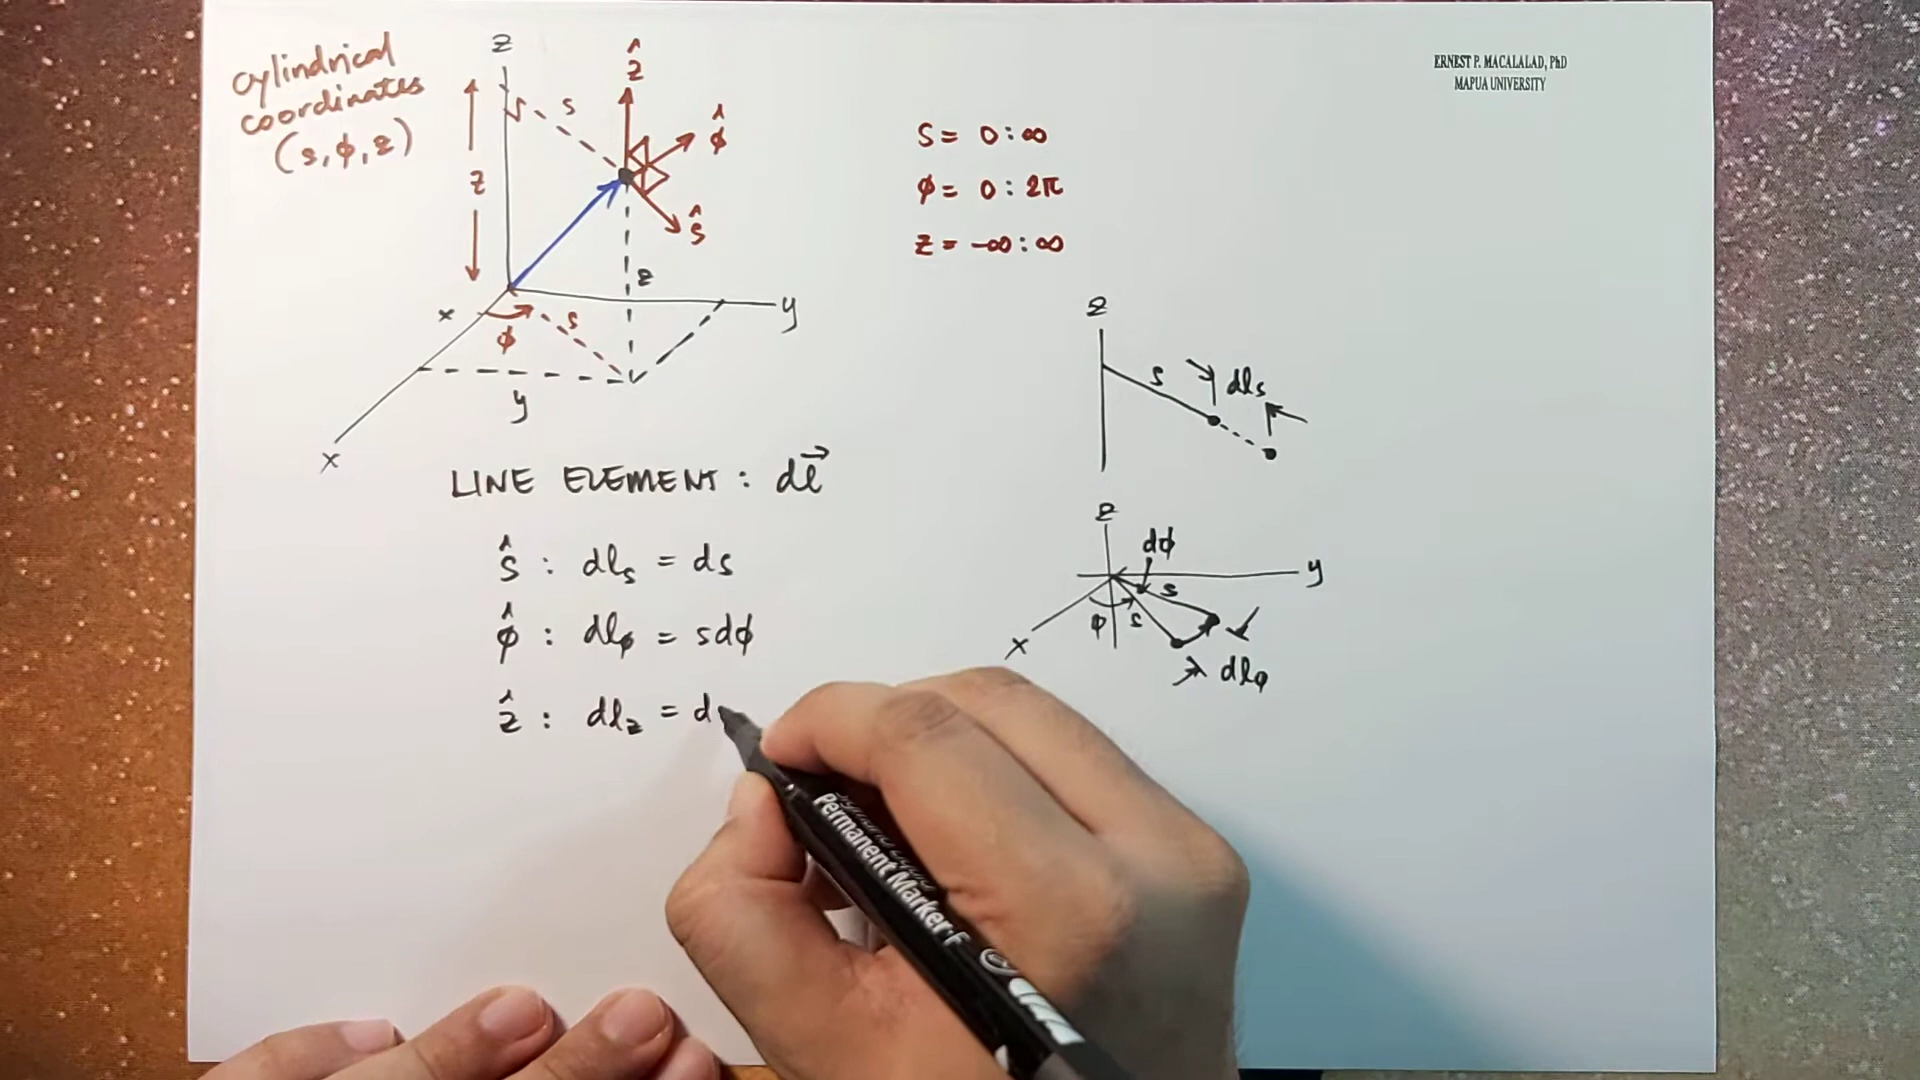 cylindrical
coordinates
(s, ϕ, z)
z
s
ẑ
ϕ̂
ŝ
z
z
x
ϕ
s
y
y
x
ERNEST P. MACALALAD, PhD
MAPUA UNIVERSITY
S = 0 : ∞
ϕ = 0 : 2π
Z = -∞ : ∞
z
s
dlₛ
LINE ELEMENT : dl⃗
ŝ : dlₛ = ds
ϕ̂ : dlᵩ = sdϕ
ẑ : dl_z = d
z
dϕ
y
s
ϕ
s
x
dlᵩ
Permanent Marker-F